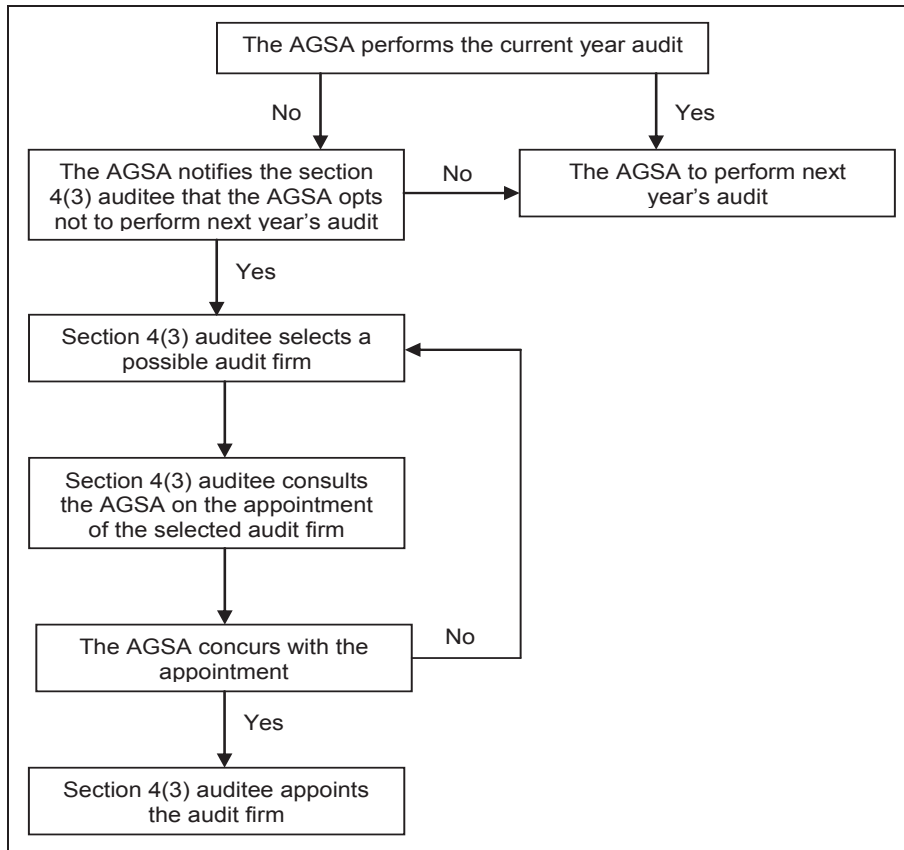 The AGSA performs the current year audit
No
Yes
The AGSA notifies the section
4(3) auditee that the AGSA opts
not to perform next year's audit
No
The AGSA to perform next
year's audit
Yes
Section 4(3) auditee selects a
possible audit firm
Section 4(3) auditee consults
the AGSA on the appointment
of the selected audit firm
The AGSA concurs with the
appointment
No
Yes
Section 4(3) auditee appoints
the audit firm